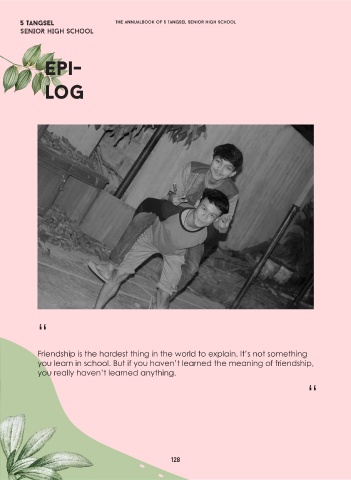 5 TANGSEL
SENIOR HIGH SCHOOL
THE ANNUALBOOK OF 5 TANGSEL SENIOR HIGH SCHOOL
EPI-
LOG
“
Friendship is the hardest thing in the world to explain. It’s not something
you learn in school. But if you haven’t learned the meaning of friendship,
you really haven’t learned anything.
“
128